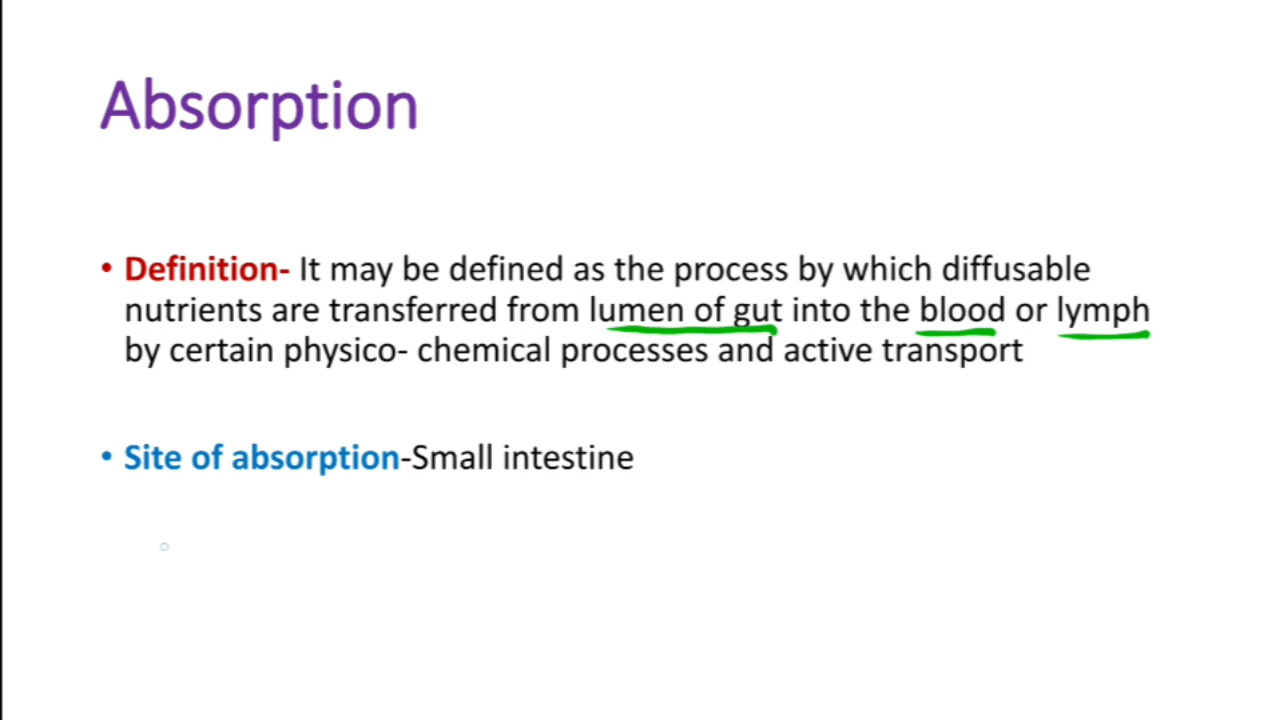 Absorption
• Definition- It may be defined as the process by which diffusable
nutrients are transferred from lumen of gut into the blood or lymph
by certain physico- chemical processes and active transport
• Site of absorption-Small intestine